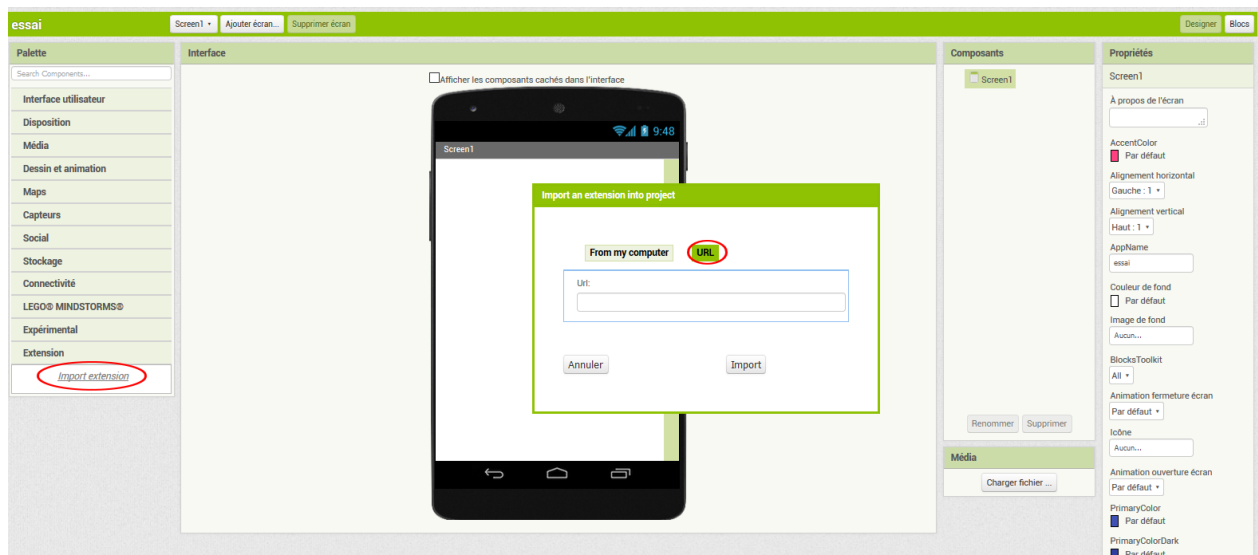 essai
Screen1
Ajouter écran...
Supprimer écran
Designer
Blocs
Palette
Search Components...
Interface utilisateur
Disposition
Média
Dessin et animation
Maps
Capteurs
Social
Stockage
Connectivité
LEGO® MINDSTORMS®
Expérimental
Extension
Import extension
Interface
Afficher les composants cachés dans l'interface
9:48
Screen1
Import an extension into project
From my computer
URL
Url:
Annuler
Import
Composants
Screen1
Renommer
Supprimer
Média
Charger fichier ...
Propriétés
Screen1
À propos de l'écran
AccentColor
Par défaut
Alignement horizontal
Gauche : 1
Alignement vertical
Haut : 1
AppName
essai
Couleur de fond
Par défaut
Image de fond
Aucun...
BlocksToolkit
All
Animation fermeture écran
Par défaut
Icône
Aucun...
Animation ouverture écran
Par défaut
PrimaryColor
Par défaut
PrimaryColorDark
Par défaut